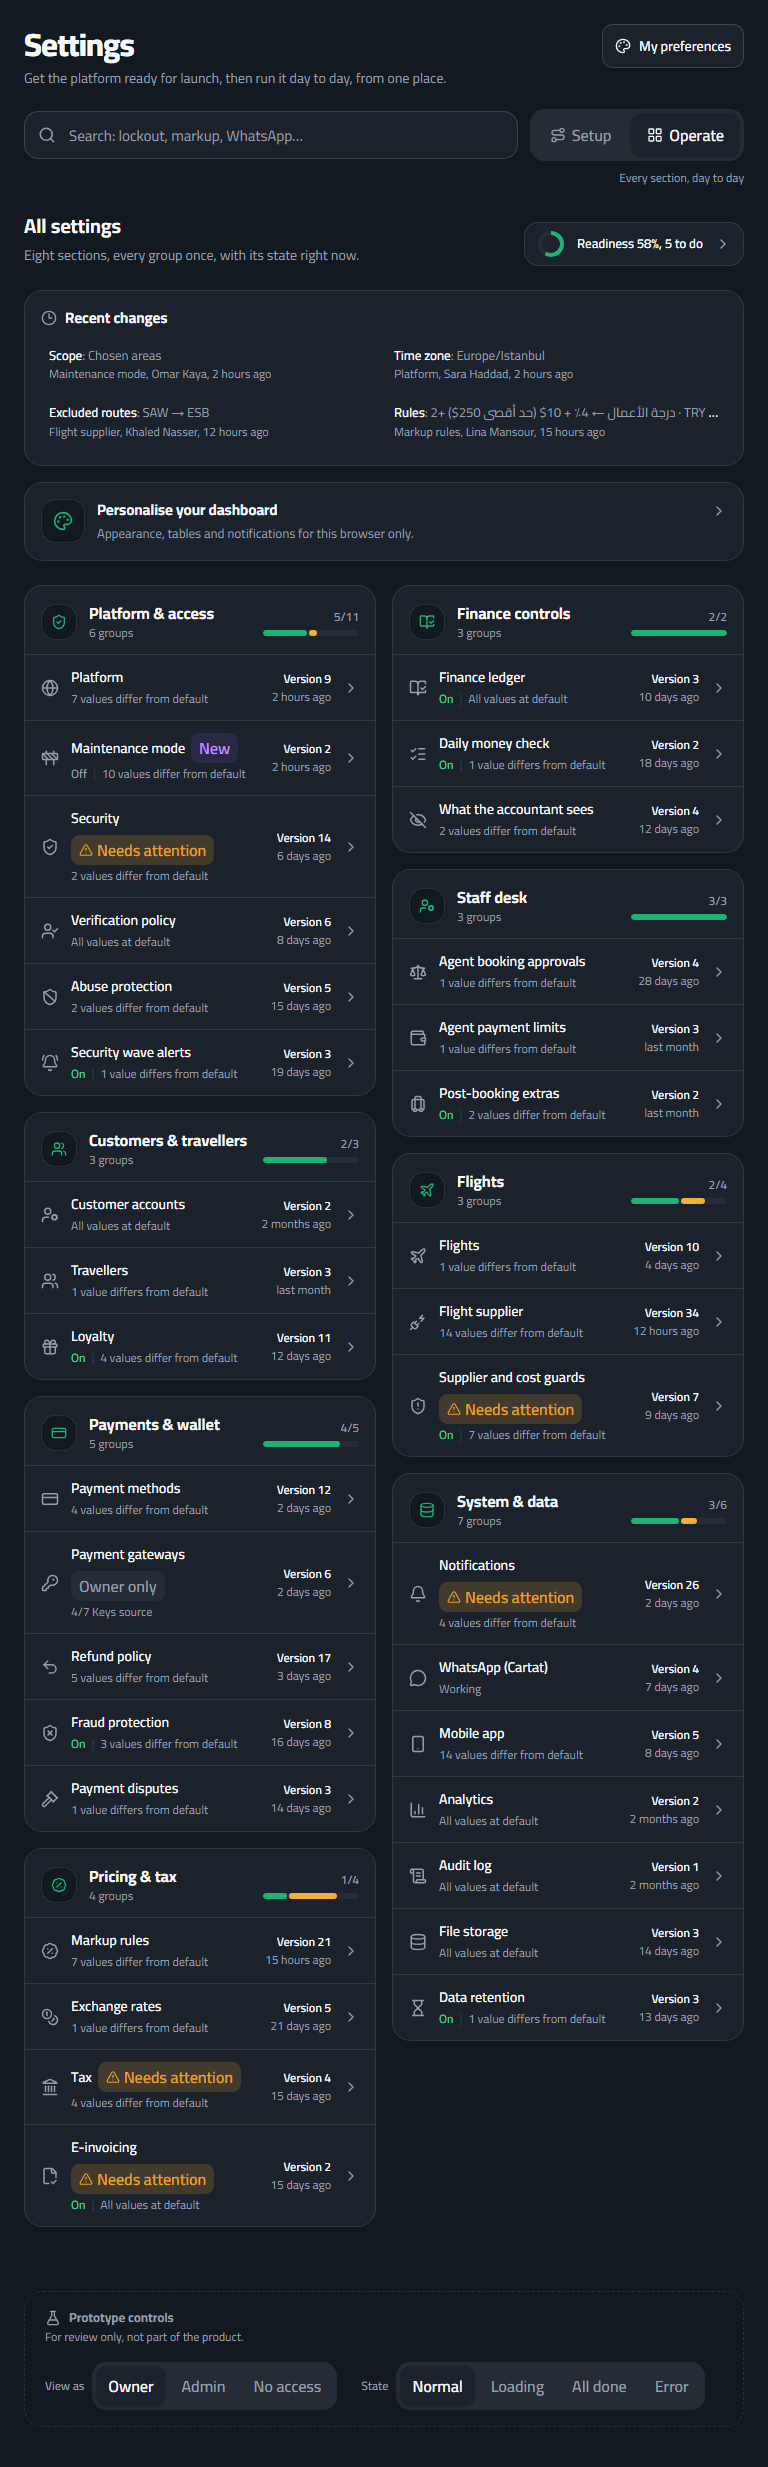 Settings
My preferences
Get the platform ready for launch, then run it day to day, from one place.
Search: lockout, markup, WhatsApp...
Setup
Operate
Every section, day to day
All settings
Eight sections, every group once, with its state right now.
Readiness 58%, 5 to do
Recent changes
Scope: Chosen areas
Maintenance mode, Omar Kaya, 2 hours ago
Time zone: Europe/Istanbul
Platform, Sara Haddad, 2 hours ago
Excluded routes: SAW → ESB
Flight supplier, Khaled Nasser, 12 hours ago
Rules: 2+ (حد أقصى $250) $10 + ٪4 ← درجة الأعمال · TRY ...
Markup rules, Lina Mansour, 15 hours ago
Personalise your dashboard
Appearance, tables and notifications for this browser only.
Platform & access
6 groups
5/11
Platform
7 values differ from default
Version 9
2 hours ago
Maintenance mode New
Off | 10 values differ from default
Version 2
2 hours ago
Security
Needs attention
2 values differ from default
Version 14
6 days ago
Verification policy
All values at default
Version 6
8 days ago
Abuse protection
2 values differ from default
Version 5
15 days ago
Security wave alerts
On | 1 value differs from default
Version 3
19 days ago
Customers & travellers
3 groups
2/3
Customer accounts
All values at default
Version 2
2 months ago
Travellers
1 value differs from default
Version 3
last month
Loyalty
On | 4 values differ from default
Version 11
12 days ago
Payments & wallet
5 groups
4/5
Payment methods
4 values differ from default
Version 12
2 days ago
Payment gateways
Owner only
4/7 Keys source
Version 6
2 days ago
Refund policy
5 values differ from default
Version 17
3 days ago
Fraud protection
On | 3 values differ from default
Version 8
16 days ago
Payment disputes
1 value differs from default
Version 3
14 days ago
Pricing & tax
4 groups
1/4
Markup rules
7 values differ from default
Version 21
15 hours ago
Exchange rates
1 value differs from default
Version 5
21 days ago
Tax Needs attention
4 values differ from default
Version 4
15 days ago
E-invoicing
Needs attention
On | All values at default
Version 2
15 days ago
Finance controls
3 groups
2/2
Finance ledger
On | All values at default
Version 3
10 days ago
Daily money check
On | 1 value differs from default
Version 2
18 days ago
What the accountant sees
2 values differ from default
Version 4
12 days ago
Staff desk
3 groups
3/3
Agent booking approvals
1 value differs from default
Version 4
28 days ago
Agent payment limits
1 value differs from default
Version 3
last month
Post-booking extras
On | 2 values differ from default
Version 2
last month
Flights
3 groups
2/4
Flights
1 value differs from default
Version 10
4 days ago
Flight supplier
14 values differ from default
Version 34
12 hours ago
Supplier and cost guards
Needs attention
On | 7 values differ from default
Version 7
9 days ago
System & data
7 groups
3/6
Notifications
Needs attention
4 values differ from default
Version 26
2 days ago
WhatsApp (Cartat)
Working
Version 4
7 days ago
Mobile app
14 values differ from default
Version 5
8 days ago
Analytics
All values at default
Version 2
2 months ago
Audit log
All values at default
Version 1
2 months ago
File storage
All values at default
Version 3
14 days ago
Data retention
On | 1 value differs from default
Version 3
13 days ago
Prototype controls
For review only, not part of the product.
View as
Owner
Admin
No access
State
Normal
Loading
All done
Error